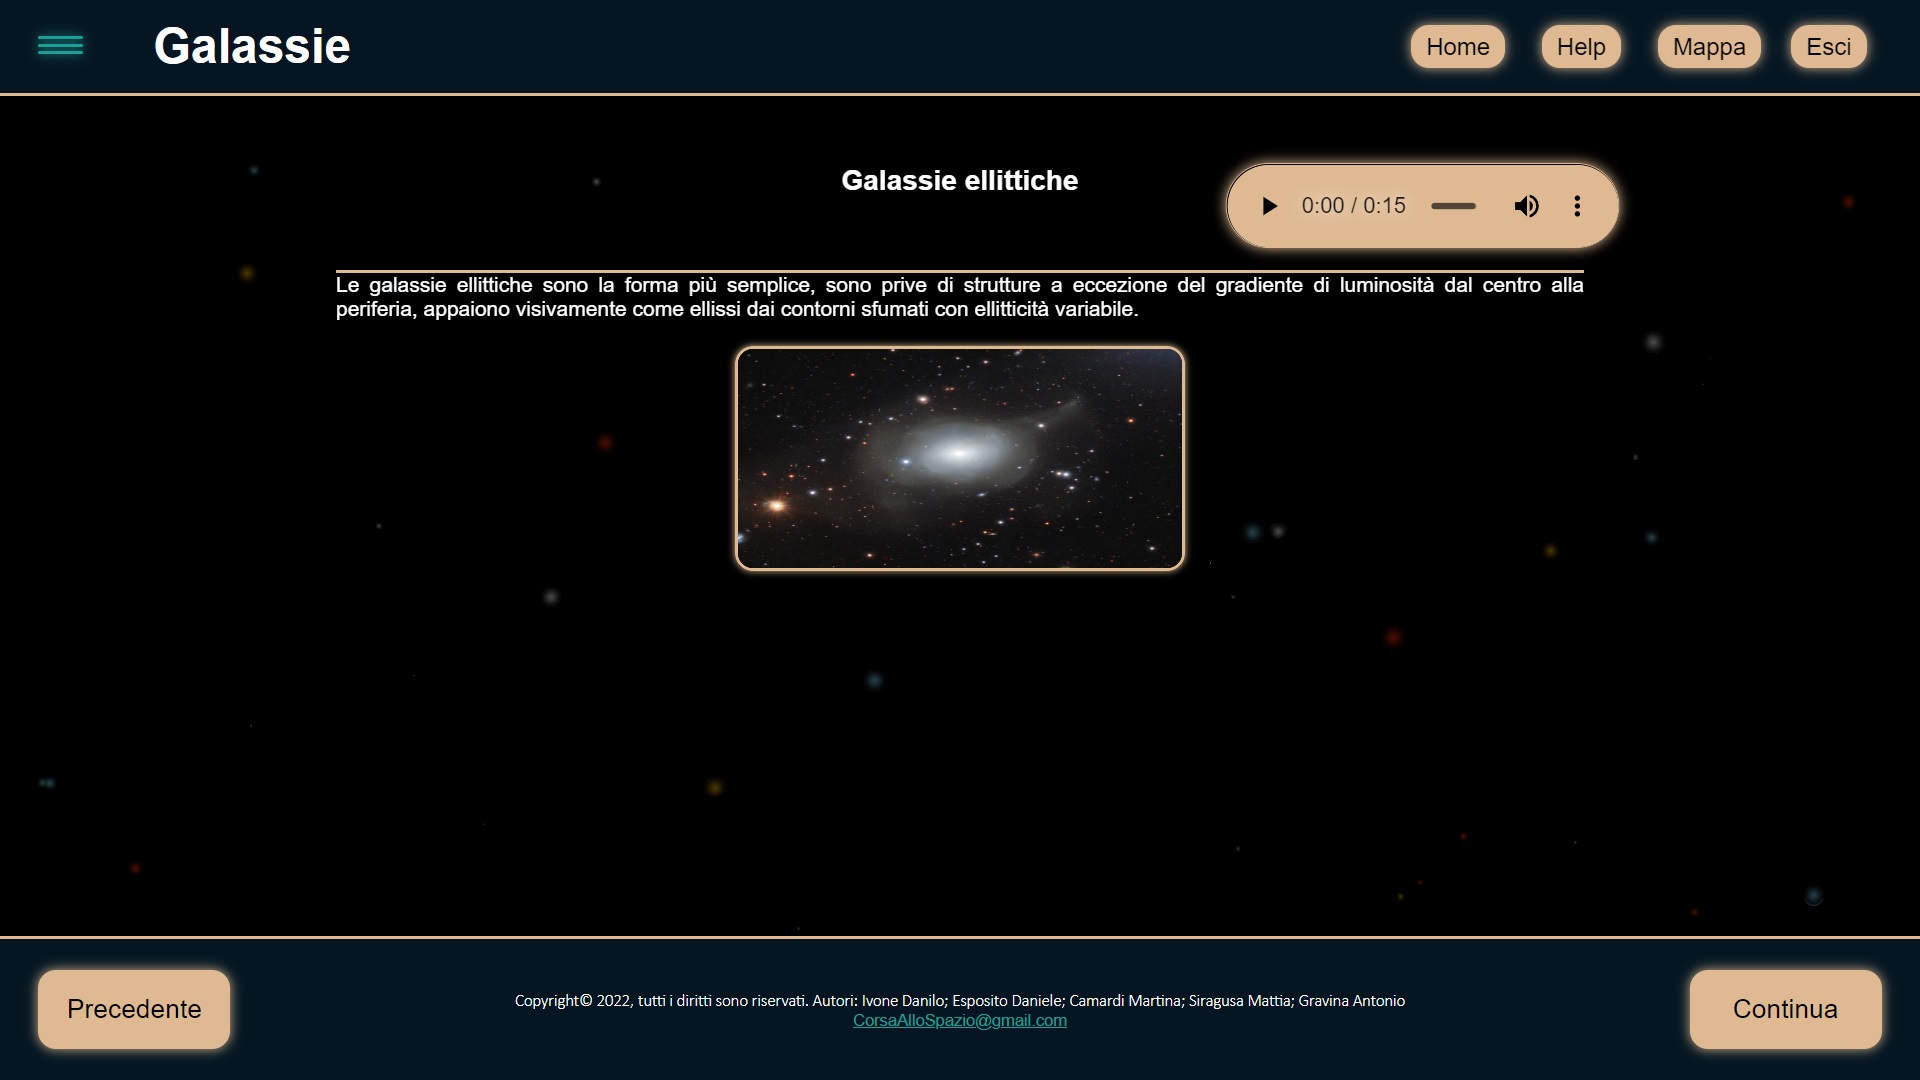 Galassie
Home
Help
Mappa
Esci
Galassie ellittiche
0:00 / 0:15
Le galassie ellittiche sono la forma più semplice, sono prive di strutture a eccezione del gradiente di luminosità dal centro alla
periferia, appaiono visivamente come ellissi dai contorni sfumati con ellitticità variabile.
Precedente
Copyright© 2022, tutti i diritti sono riservati. Autori: Ivone Danilo; Esposito Daniele; Camardi Martina; Siragusa Mattia; Gravina Antonio
CorsaAlloSpazio@gmail.com
Continua